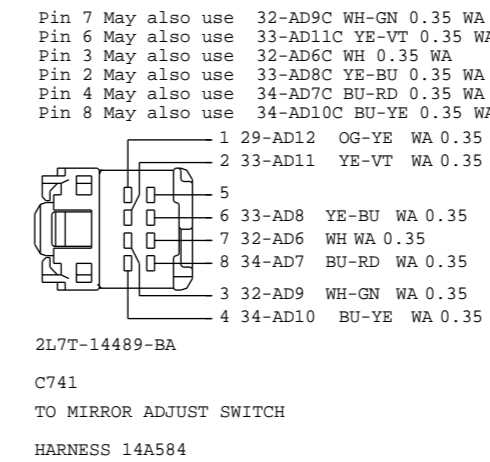 Pin 7 May also use 32-AD9C WH-GN 0.35 WA
Pin 6 May also use 33-AD11C YE-VT 0.35 WA
Pin 3 May also use 32-AD6C WH 0.35 WA
Pin 2 May also use 33-AD8C YE-BU 0.35 WA
Pin 4 May also use 34-AD7C BU-RD 0.35 WA
Pin 8 May also use 34-AD10C BU-YE 0.35 WA
1 29-AD12 OG-YE WA 0.35
2 33-AD11 YE-VT WA 0.35
5
6 33-AD8 YE-BU WA 0.35
7 32-AD6 WH WA 0.35
8 34-AD7 BU-RD WA 0.35
3 32-AD9 WH-GN WA 0.35
4 34-AD10 BU-YE WA 0.35
2L7T-14489-BA
C741
TO MIRROR ADJUST SWITCH
HARNESS 14A584